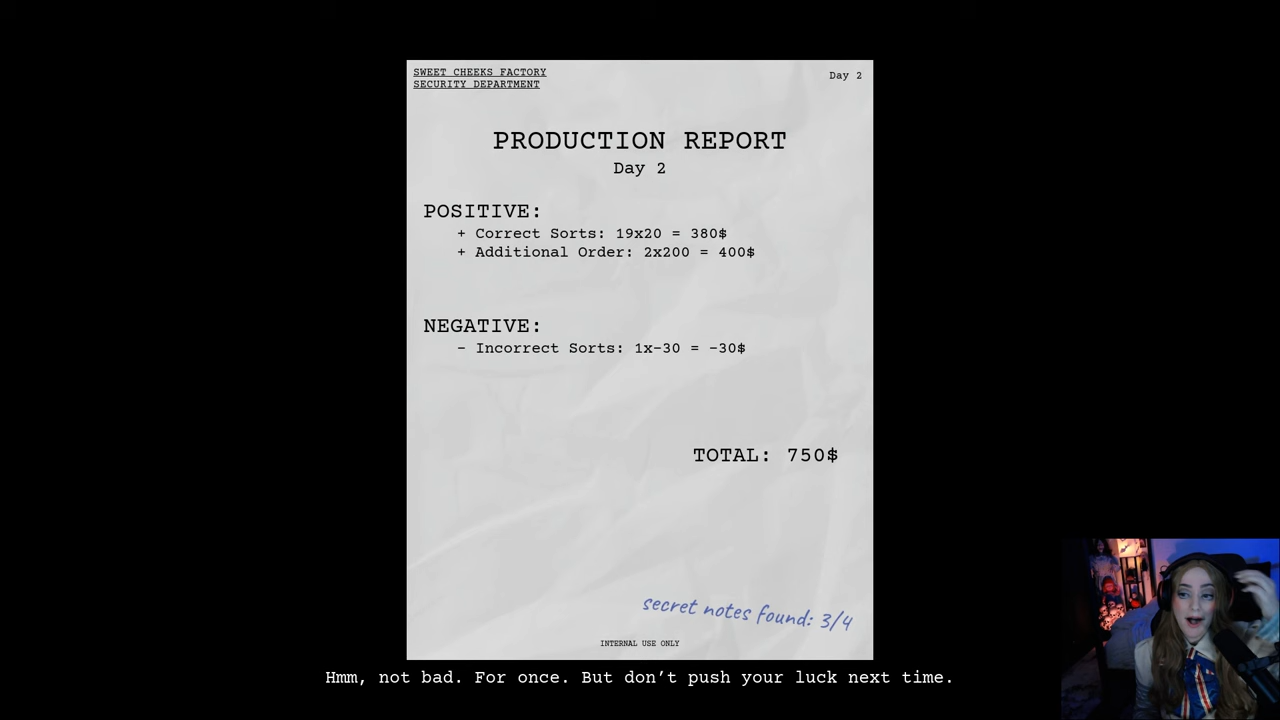 SWEET CHEEKS FACTORY
SECURITY DEPARTMENT
Day 2
PRODUCTION REPORT
Day 2
POSITIVE:
+ Correct Sorts: 19x20 = 380$
+ Additional Order: 2x200 = 400$
NEGATIVE:
- Incorrect Sorts: 1x-30 = -30$
TOTAL: 750$
secret notes found: 3/4
INTERNAL USE ONLY
Hmm, not bad. For once. But don't push your luck next time.